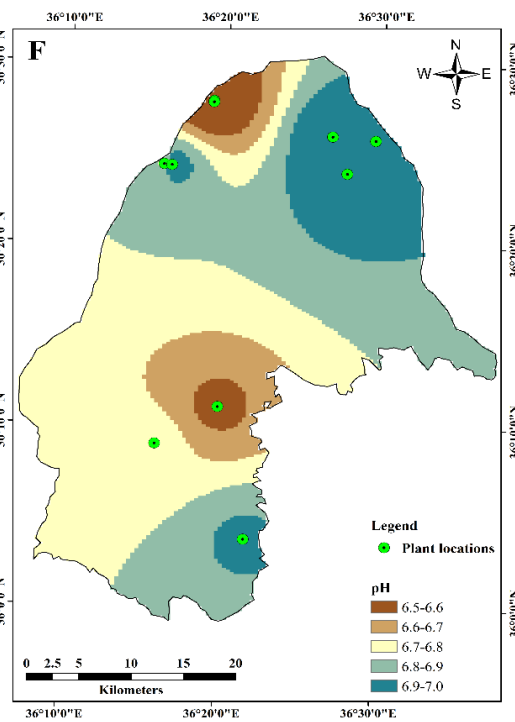 36°10'0"E 36°20'0"E 36°30'0"E
F
N
W E
S
Legend
Plant locations
pH
6.5-6.6
6.6-6.7
6.7-6.8
6.8-6.9
6.9-7.0
0 2.5 5 10 15 20
Kilometers
36°10'0"E 36°20'0"E 36°30'0"E